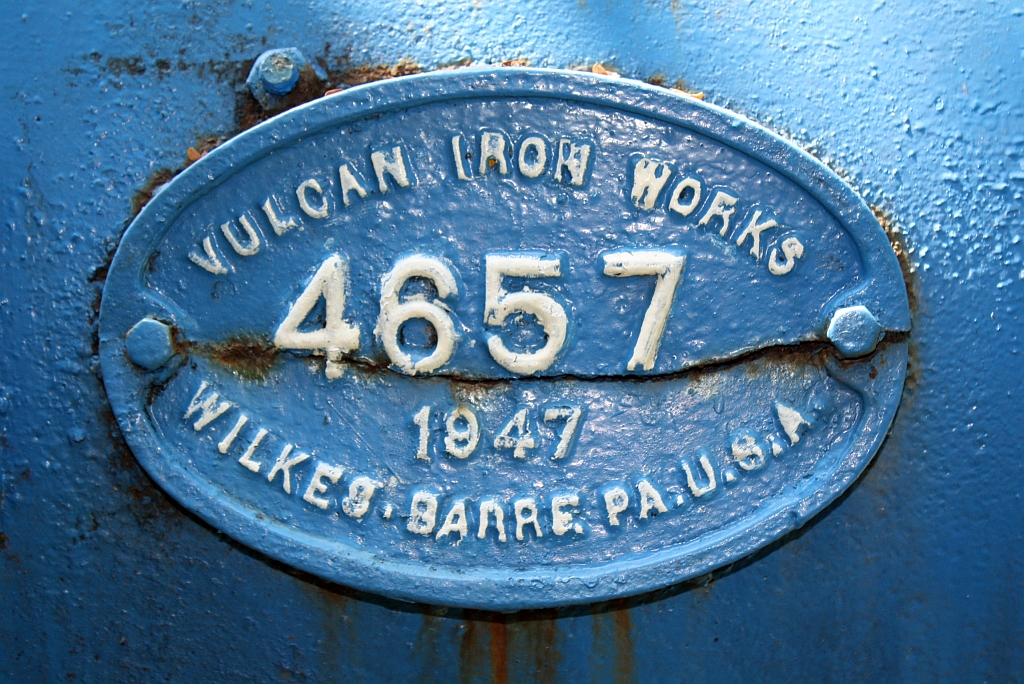 VULCAN IRON WORKS
4657
1947
WILKES-BARRE PA. U.S.A.